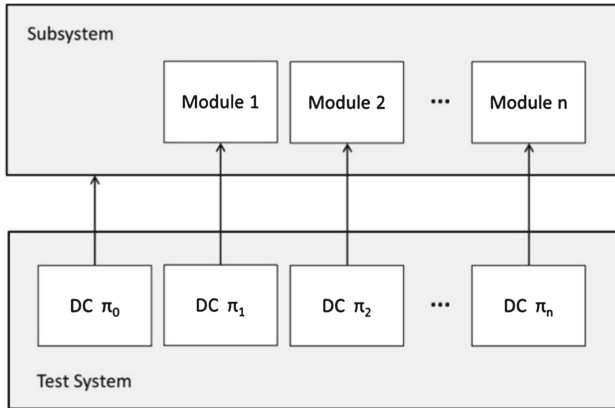 Subsystem
Module 1 Module 2 ... Module n
DC π₀ DC π₁ DC π₂ ... DC πₙ
Test System